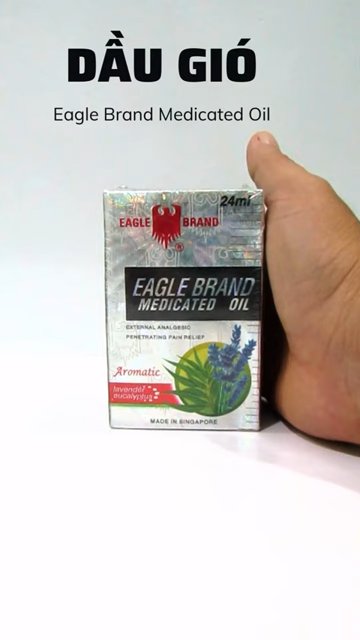 DẦU GIÓ
Eagle Brand Medicated Oil
24ml
EAGLE BRAND
®
EAGLE BRAND
MEDICATED OIL
EXTERNAL ANALGESIC
PENETRATING PAIN RELIEF
Aromatic
lavender
eucalyptus
MADE IN SINGAPORE